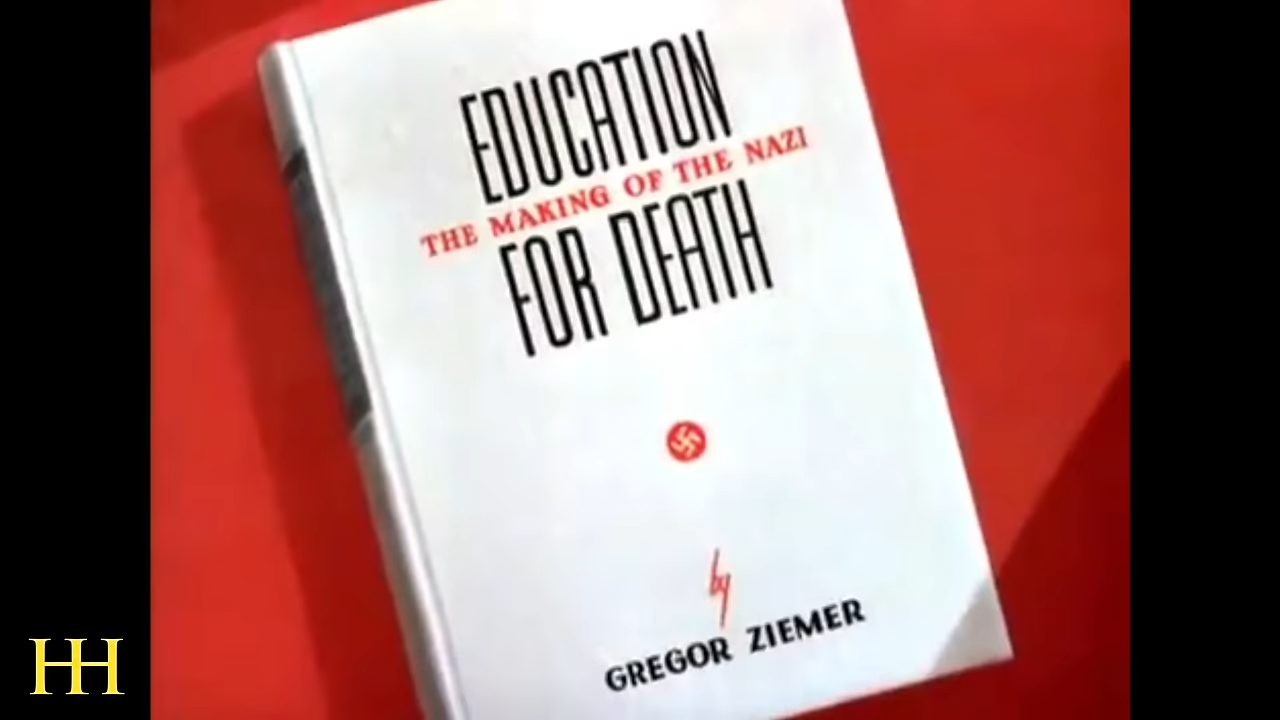 EDUCATION
THE MAKING OF THE NAZI
FOR DEATH
by
GREGOR ZIEMER
HH